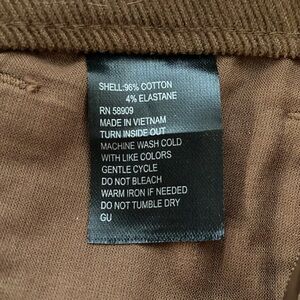 SHELL:96% COTTON
4% ELASTANE
RN 58909
MADE IN VIETNAM
TURN INSIDE OUT
MACHINE WASH COLD
WITH LIKE COLORS
GENTLE CYCLE
DO NOT BLEACH
WARM IRON IF NEEDED
DO NOT TUMBLE DRY
GU